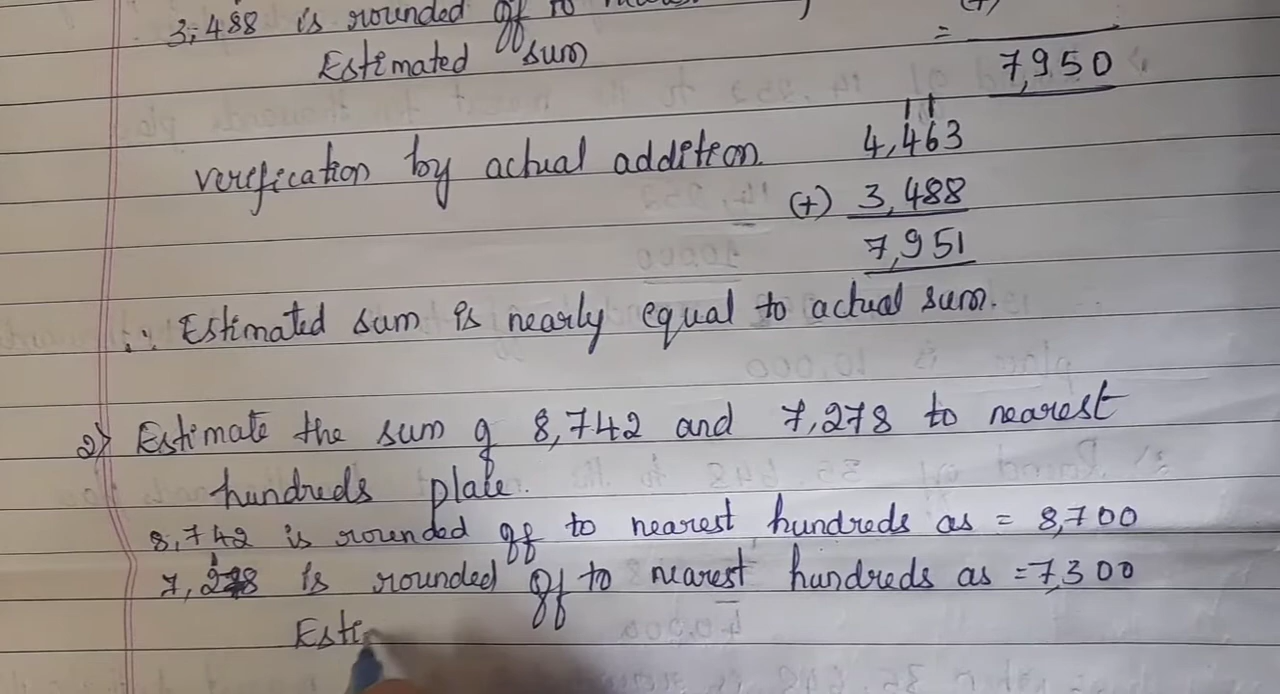 3,488 is rounded off to
(+)
Estimated sum = 7,950
verification by actual addition. 4,463
(+) 3,488
7,951
∴ Estimated sum is nearly equal to actual sum.
2) Estimate the sum of 8,742 and 7,278 to nearest
hundreds place.
8,742 is rounded off to nearest hundreds as = 8,700
7,278 is rounded off to nearest hundreds as = 7,300
Esti